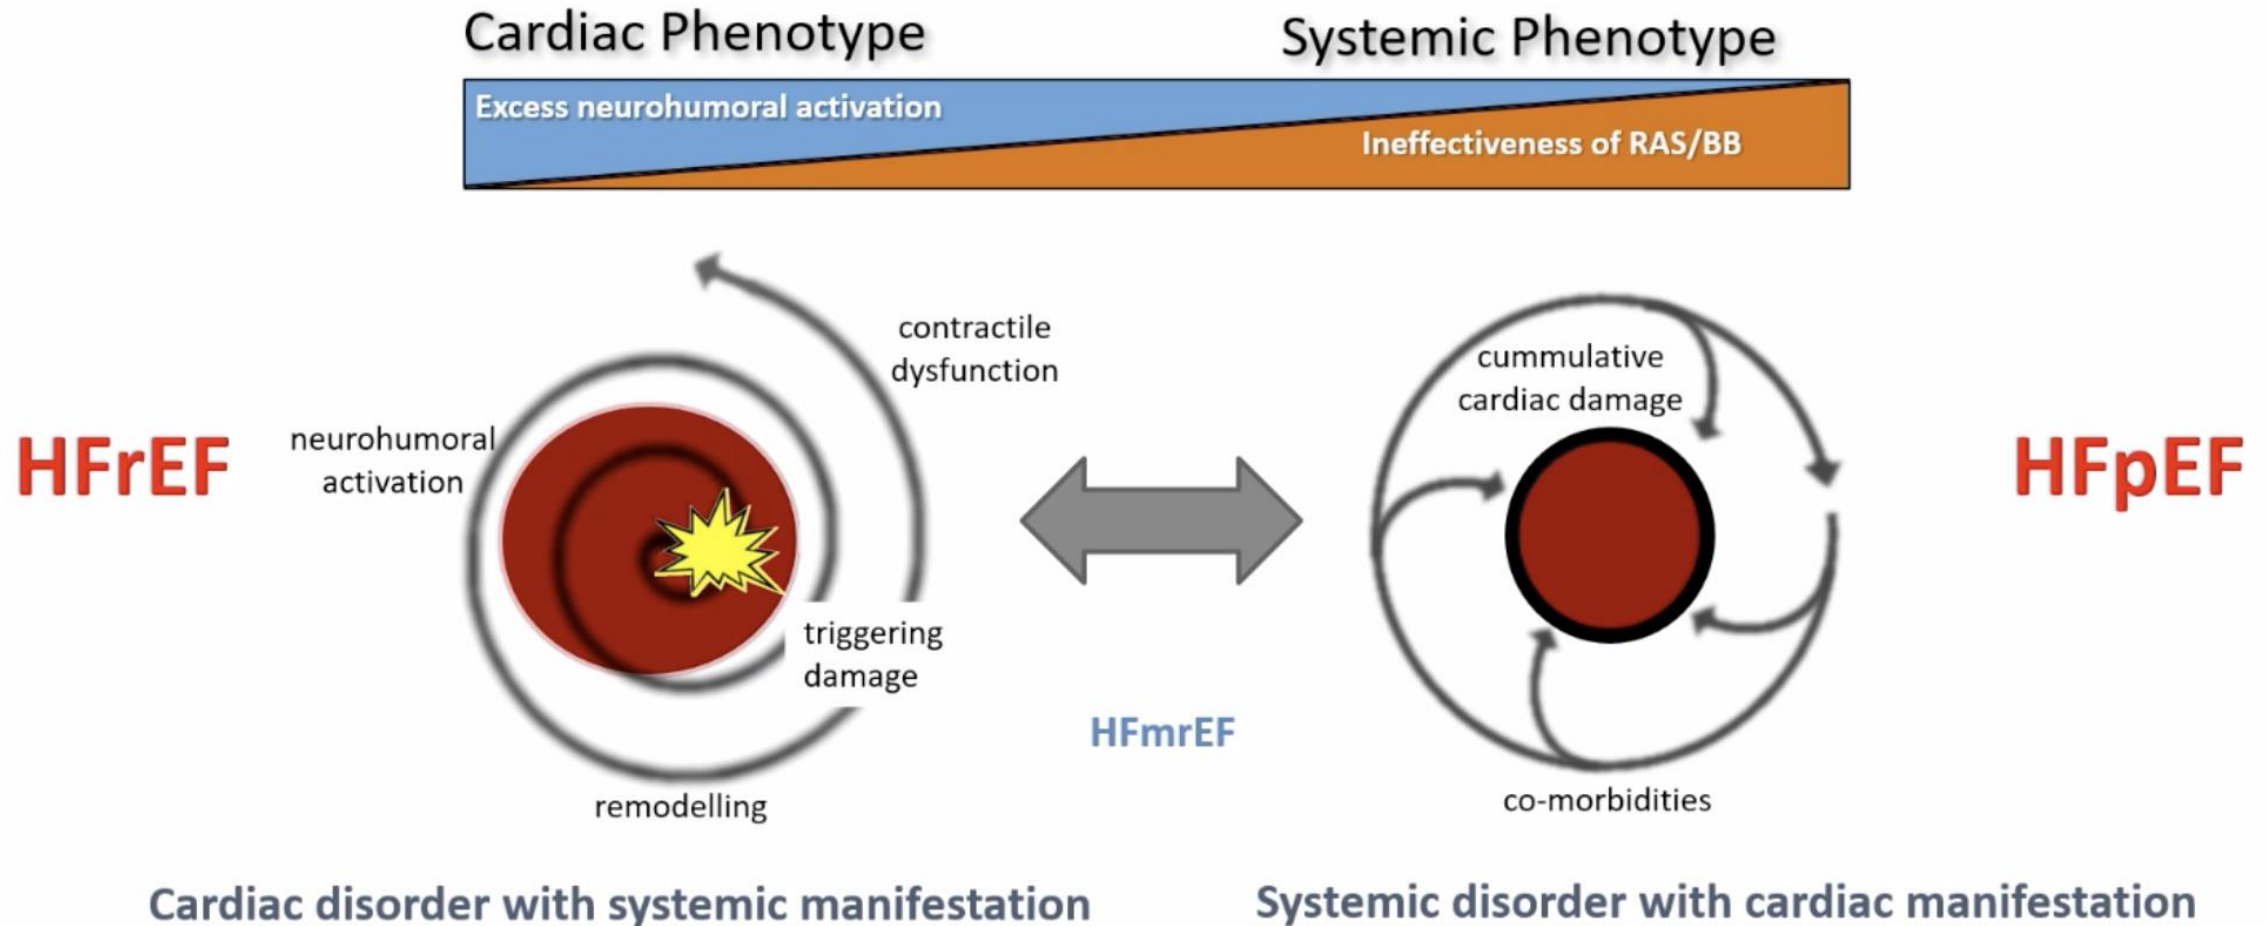 Cardiac Phenotype
Systemic Phenotype
Excess neurohumoral activation
Ineffectiveness of RAS/BB
contractile
dysfunction
neurohumoral
activation
HFrEF
triggering
damage
remodelling
HFmrEF
cummulative
cardiac damage
HFpEF
co-morbidities
Cardiac disorder with systemic manifestation
Systemic disorder with cardiac manifestation